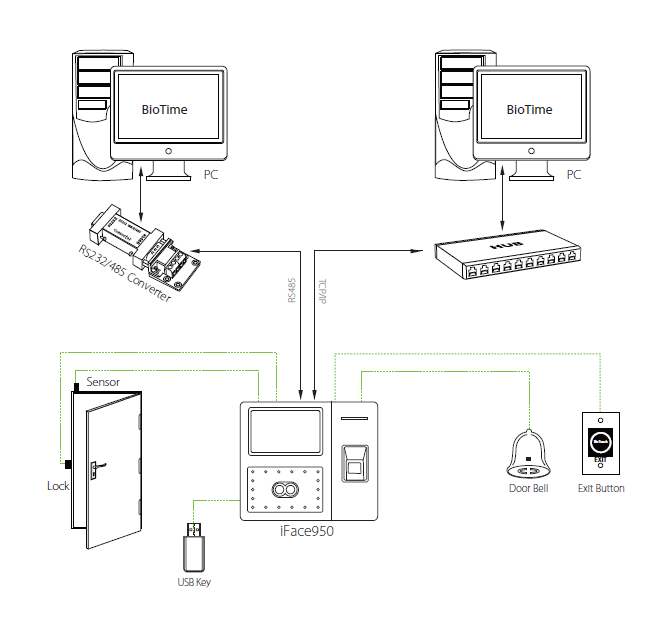 BioTime
BioTime
PC
PC
RS232/485 Converter
HUB
RS485
TCP/IP
Sensor
Lock
EXIT
Door Bell
Exit Button
iFace950
USB Key